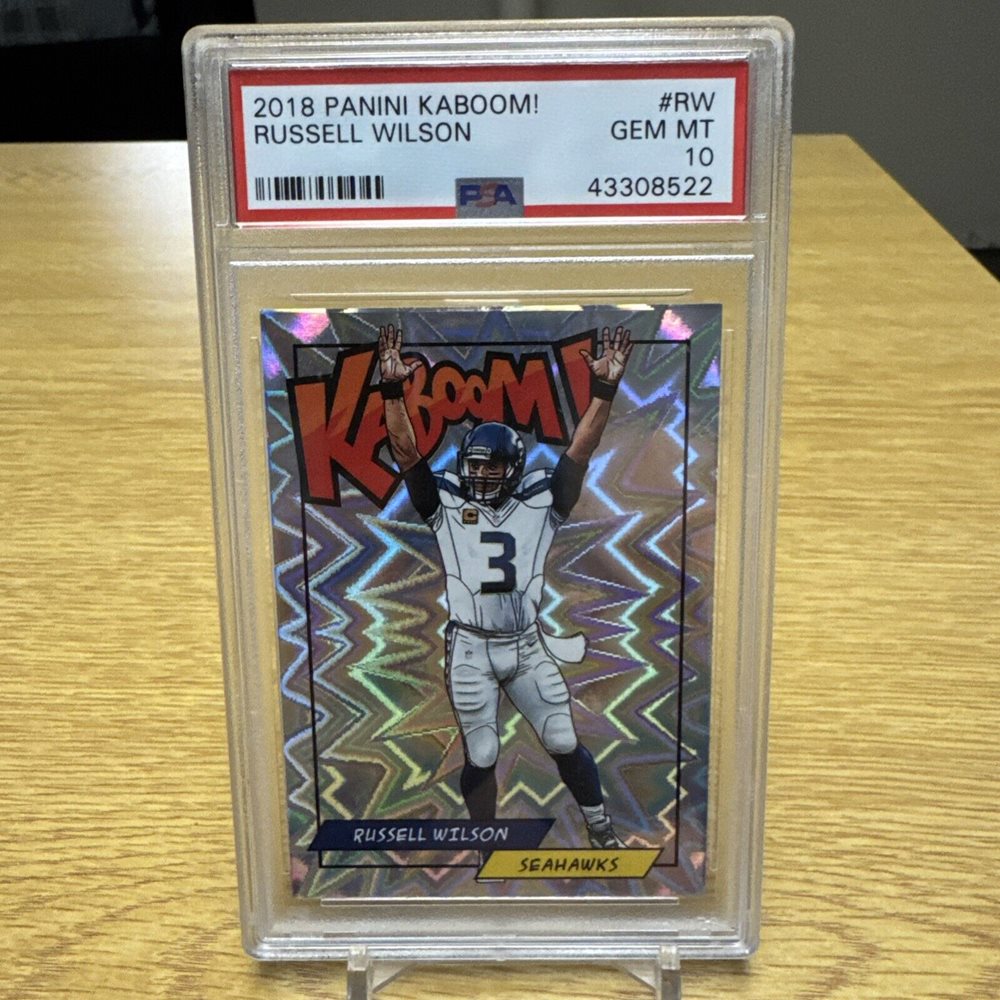 2018 PANINI KABOOM! #RW
RUSSELL WILSON GEM MT
10
43308522
PSA
KABOOM!
C
3
RUSSELL WILSON
SEAHAWKS